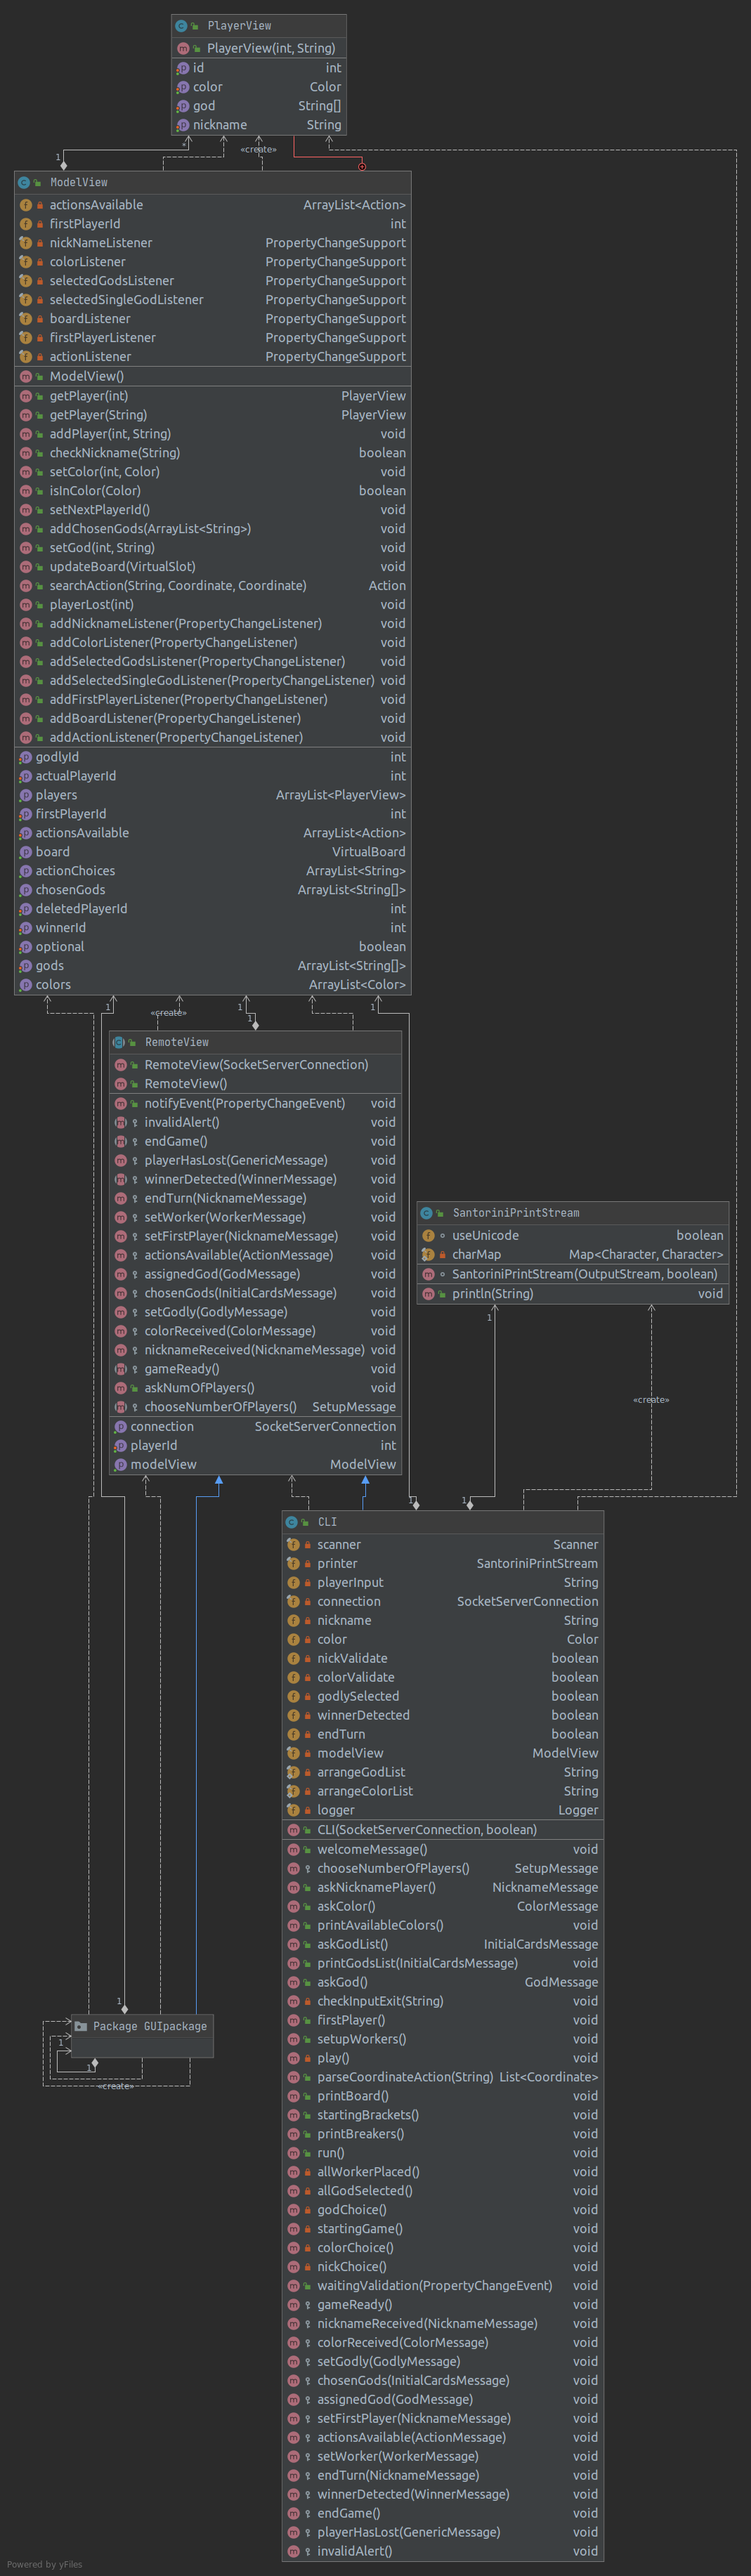 PlayerView
PlayerView(int, String)
id int
color Color
god String[]
nickname String
* «create»
1
ModelView
actionsAvailable ArrayList<Action>
firstPlayerId int
nickNameListener PropertyChangeSupport
colorListener PropertyChangeSupport
selectedGodsListener PropertyChangeSupport
selectedSingleGodListener PropertyChangeSupport
boardListener PropertyChangeSupport
firstPlayerListener PropertyChangeSupport
actionListener PropertyChangeSupport
ModelView()
getPlayer(int) PlayerView
getPlayer(String) PlayerView
addPlayer(int, String) void
checkNickname(String) boolean
setColor(int, Color) void
isInColor(Color) boolean
setNextPlayerId() void
addChosenGods(ArrayList<String>) void
setGod(int, String) void
updateBoard(VirtualSlot) void
searchAction(String, Coordinate, Coordinate) Action
playerLost(int) void
addNicknameListener(PropertyChangeListener) void
addColorListener(PropertyChangeListener) void
addSelectedGodsListener(PropertyChangeListener) void
addSelectedSingleGodListener(PropertyChangeListener) void
addFirstPlayerListener(PropertyChangeListener) void
addBoardListener(PropertyChangeListener) void
addActionListener(PropertyChangeListener) void
godlyId int
actualPlayerId int
players ArrayList<PlayerView>
firstPlayerId int
actionsAvailable ArrayList<Action>
board VirtualBoard
actionChoices ArrayList<String>
chosenGods ArrayList<String[]>
deletedPlayerId int
winnerId int
optional boolean
gods ArrayList<String[]>
colors ArrayList<Color>
1 «create» 1 1
1
RemoteView
RemoteView(SocketServerConnection)
RemoteView()
notifyEvent(PropertyChangeEvent) void
invalidAlert() void
endGame() void
playerHasLost(GenericMessage) void
winnerDetected(WinnerMessage) void
endTurn(NicknameMessage) void
setWorker(WorkerMessage) void
setFirstPlayer(NicknameMessage) void
actionsAvailable(ActionMessage) void
assignedGod(GodMessage) void
chosenGods(InitialCardsMessage) void
setGodly(GodlyMessage) void
colorReceived(ColorMessage) void
nicknameReceived(NicknameMessage) void
gameReady() void
askNumOfPlayers() void
chooseNumberOfPlayers() SetupMessage
connection SocketServerConnection
playerId int
modelView ModelView
SantoriniPrintStream
useUnicode boolean
charMap Map<Character, Character>
SantoriniPrintStream(OutputStream, boolean)
println(String) void
1
«create»
1 1
CLI
scanner Scanner
printer SantoriniPrintStream
playerInput String
connection SocketServerConnection
nickname String
color Color
nickValidate boolean
colorValidate boolean
godlySelected boolean
winnerDetected boolean
endTurn boolean
modelView ModelView
arrangeGodList String
arrangeColorList String
logger Logger
CLI(SocketServerConnection, boolean)
welcomeMessage() void
chooseNumberOfPlayers() SetupMessage
askNicknamePlayer() NicknameMessage
askColor() ColorMessage
printAvailableColors() void
askGodList() InitialCardsMessage
printGodsList(InitialCardsMessage) void
askGod() GodMessage
checkInputExit(String) void
firstPlayer() void
setupWorkers() void
play() void
parseCoordinateAction(String) List<Coordinate>
printBoard() void
startingBrackets() void
printBreakers() void
run() void
allWorkerPlaced() void
allGodSelected() void
godChoice() void
startingGame() void
colorChoice() void
nickChoice() void
waitingValidation(PropertyChangeEvent) void
gameReady() void
nicknameReceived(NicknameMessage) void
colorReceived(ColorMessage) void
setGodly(GodlyMessage) void
chosenGods(InitialCardsMessage) void
assignedGod(GodMessage) void
setFirstPlayer(NicknameMessage) void
actionsAvailable(ActionMessage) void
setWorker(WorkerMessage) void
endTurn(NicknameMessage) void
winnerDetected(WinnerMessage) void
endGame() void
playerHasLost(GenericMessage) void
invalidAlert() void
1
Package GUIpackage
1
1
«create»
Powered by yFiles